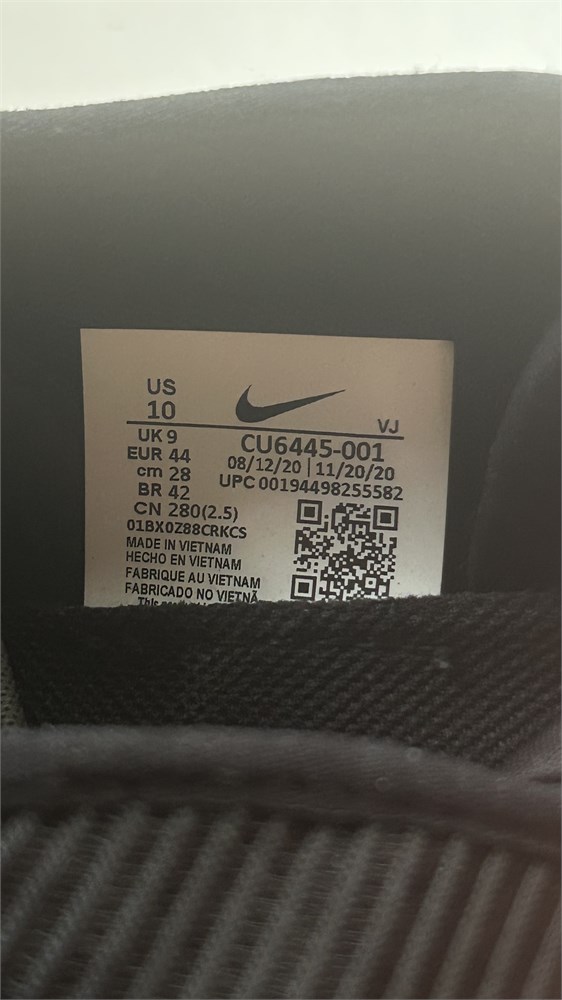 US
10
VJ
UK 9
CU6445-001
EUR 44
08/12/20 | 11/20/20
cm 28
UPC 00194498255582
BR 42
CN 280(2.5)
01BX0Z88CRKCS
MADE IN VIETNAM
HECHO EN VIETNAM
FABRIQUE AU VIETNAM
FABRICADO NO VIETNÃ
This